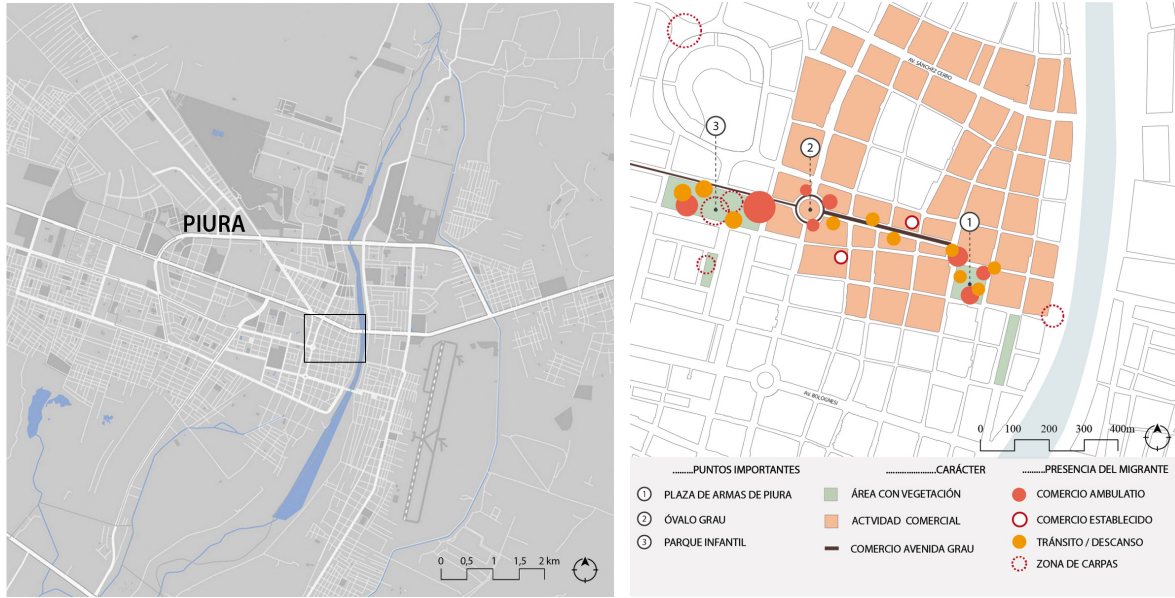 PIURA
0 0,5 1 1,5 2 km
AV. SÁNCHEZ CERRO
3
2
1
AV. BOLOGNESI
0 100 200 300 400m
.........PUNTOS IMPORTANTES
1 PLAZA DE ARMAS DE PIURA
2 ÓVALO GRAU
3 PARQUE INFANTIL
......................CARÁCTER
ÁREA CON VEGETACIÓN
ACTVIDAD COMERCIAL
COMERCIO AVENIDA GRAU
.........PRESENCIA DEL MIGRANTE
COMERCIO AMBULATIO
COMERCIO ESTABLECIDO
TRÁNSITO / DESCANSO
ZONA DE CARPAS